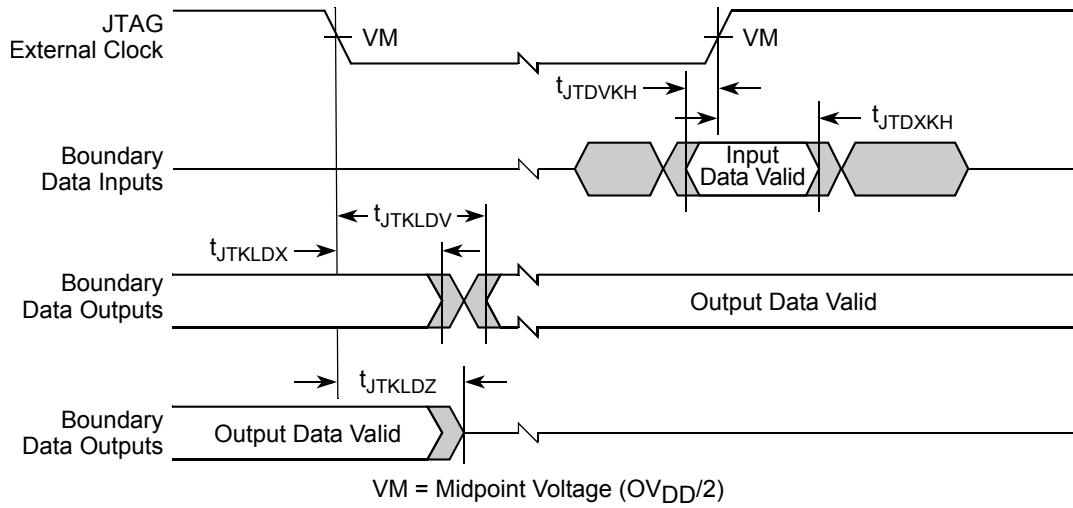 JTAG
External Clock
VM
VM
tJTDVKH
tJTDXKH
Boundary
Data Inputs
Input
Data Valid
tJTKLDV
tJTKLDX
Boundary
Data Outputs
Output Data Valid
tJTKLDZ
Boundary
Data Outputs
Output Data Valid
VM = Midpoint Voltage (OVDD/2)